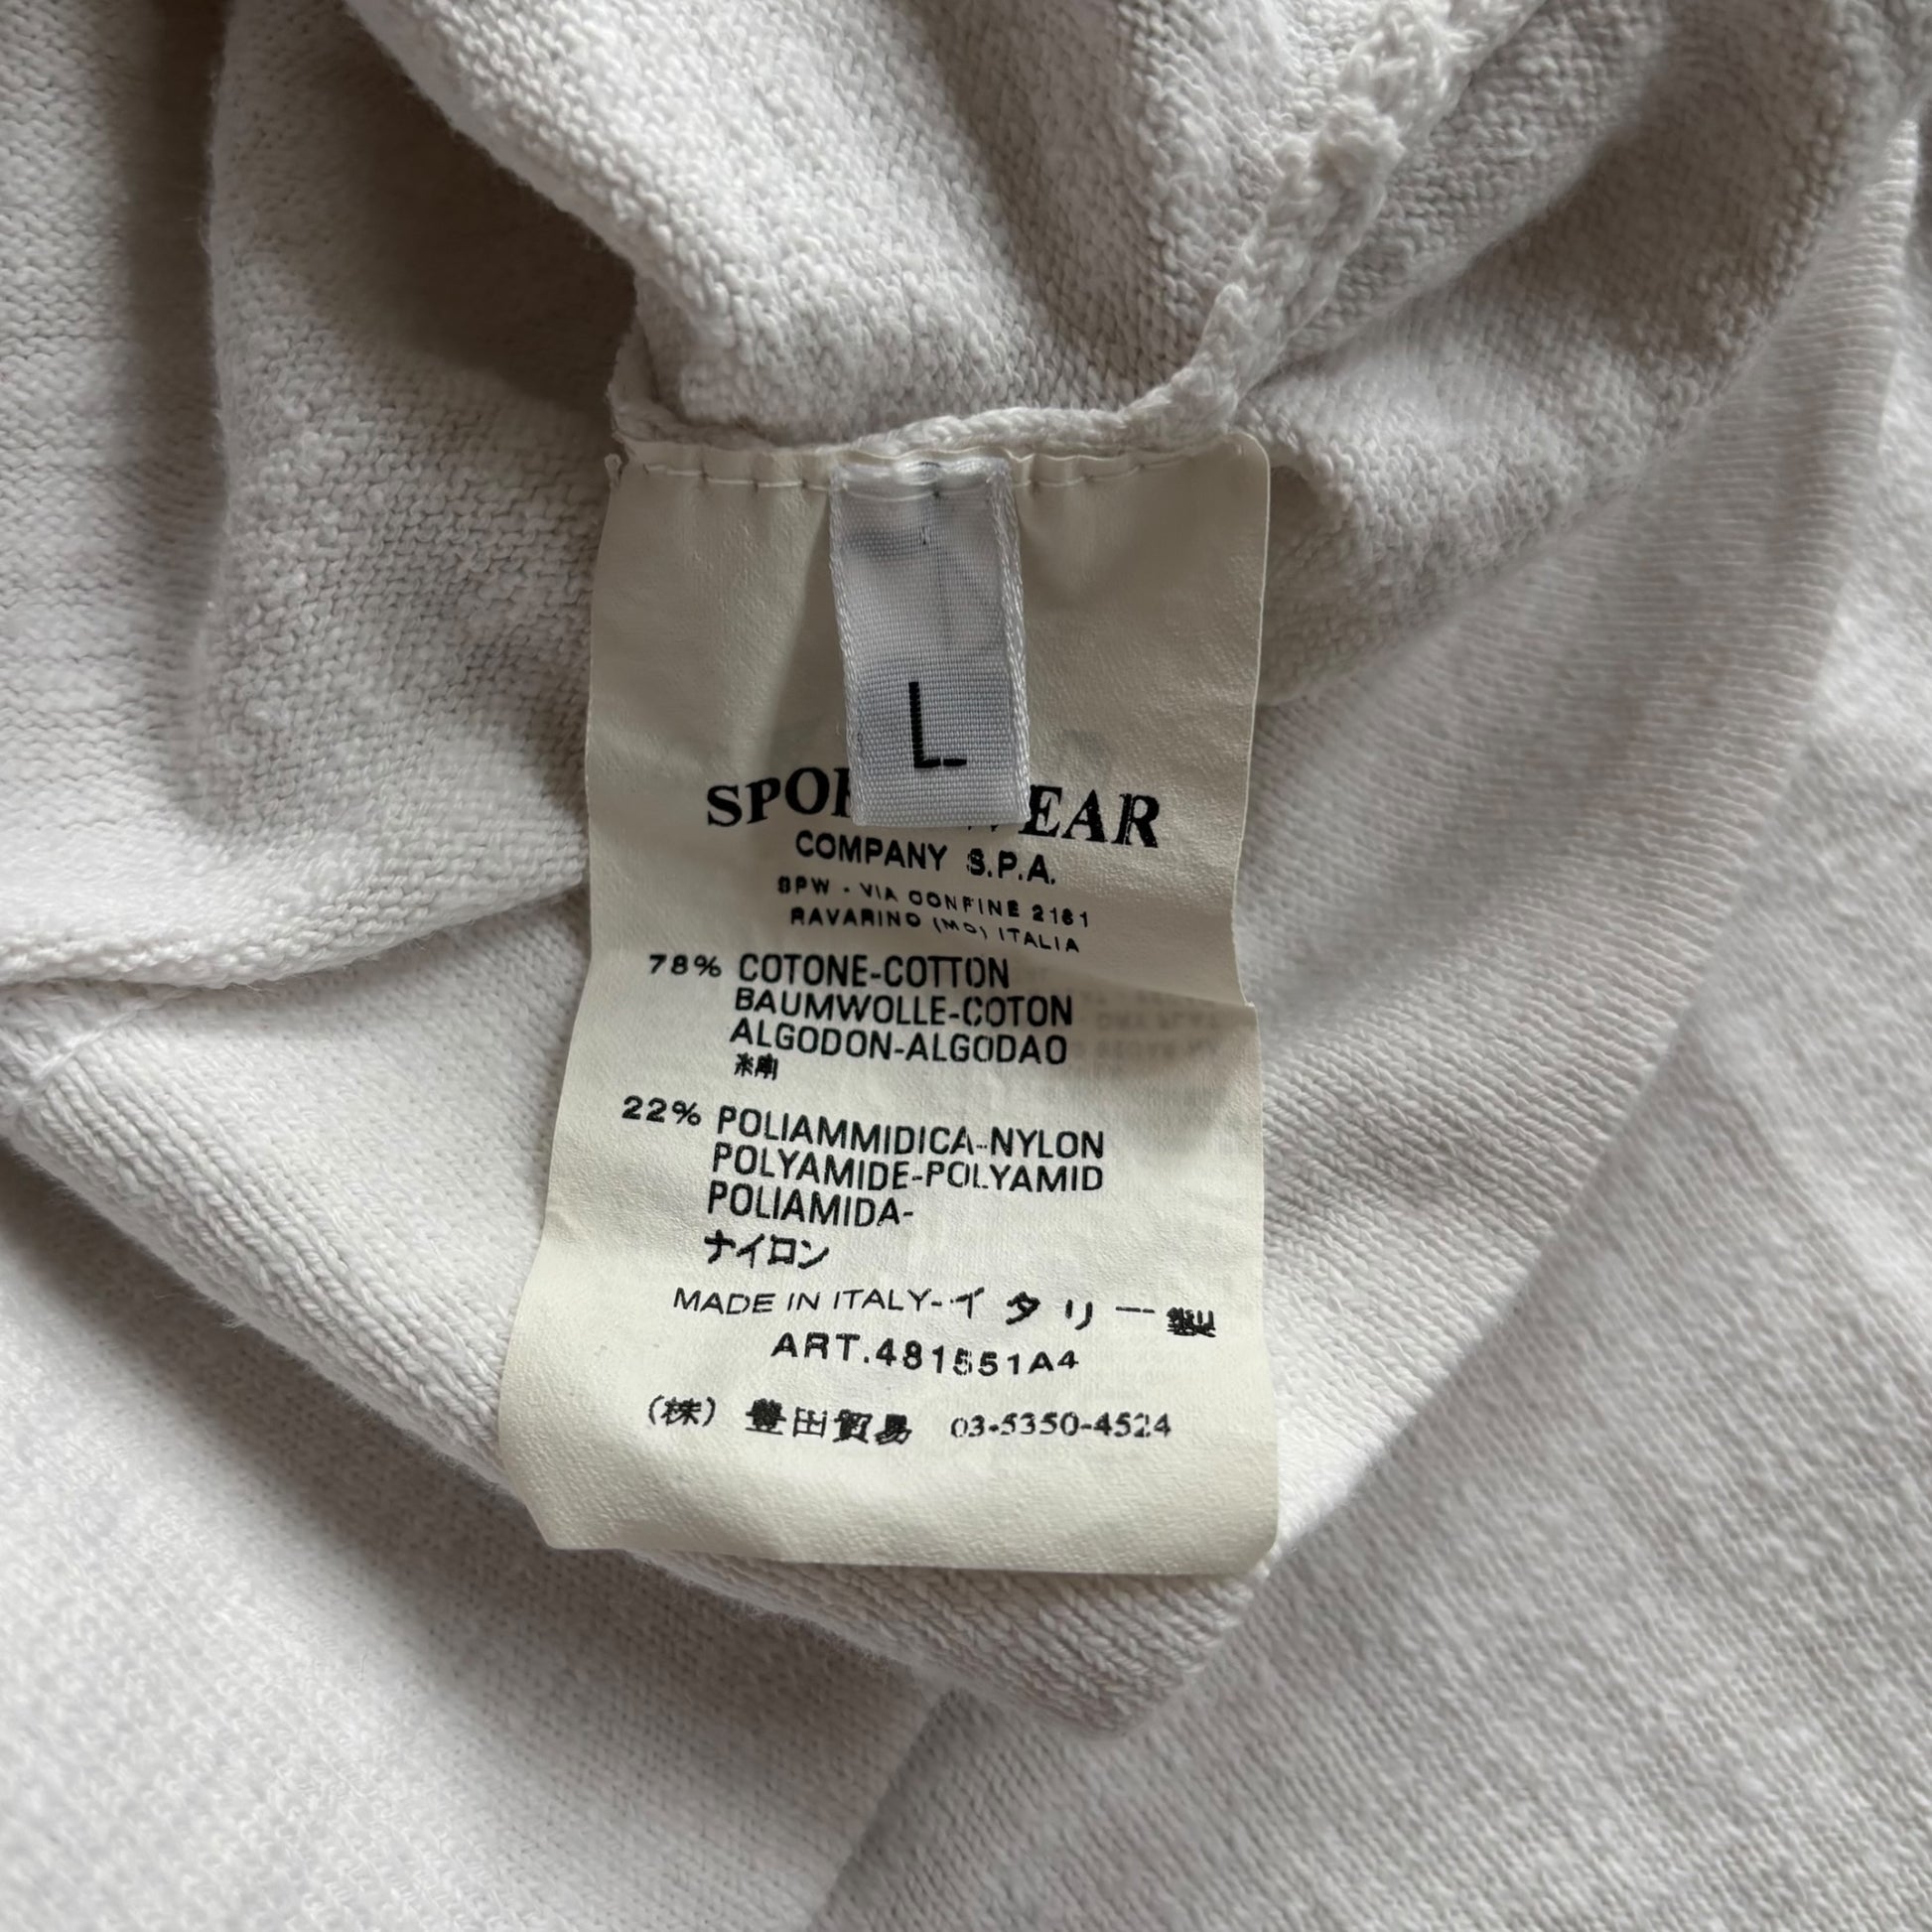 L
COMPANY S.P.A.
SPW - VIA CONFINE 2161
RAVARINO (MO) ITALIA
78% COTONE-COTTON
BAUMWOLLE-COTON
ALGODON-ALGODAO
22% POLIAMMIDICA-NYLON
POLYAMIDE-POLYAMID
POLIAMIDA-
ナイロン
MADE IN ITALY-イタリー製
ART.481551A4
(株) 豊田貿易 03-5350-4524